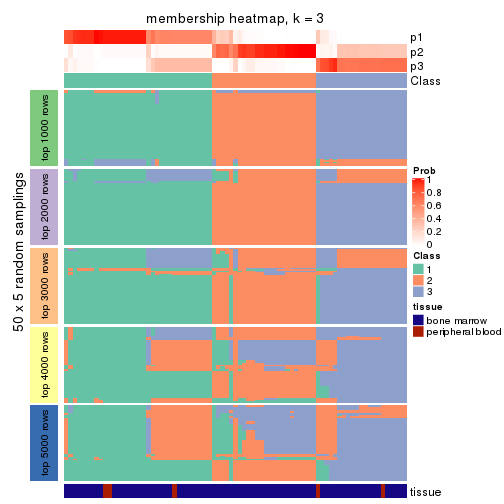 membership heatmap, k = 3
p1
p2
p3
Class
50 x 5 random samplings
top 1000 rows
top 2000 rows
top 3000 rows
top 4000 rows
top 5000 rows
Prob
1
0.8
0.6
0.4
0.2
0
Class
1
2
3
tissue
bone marrow
peripheral blood
tissue